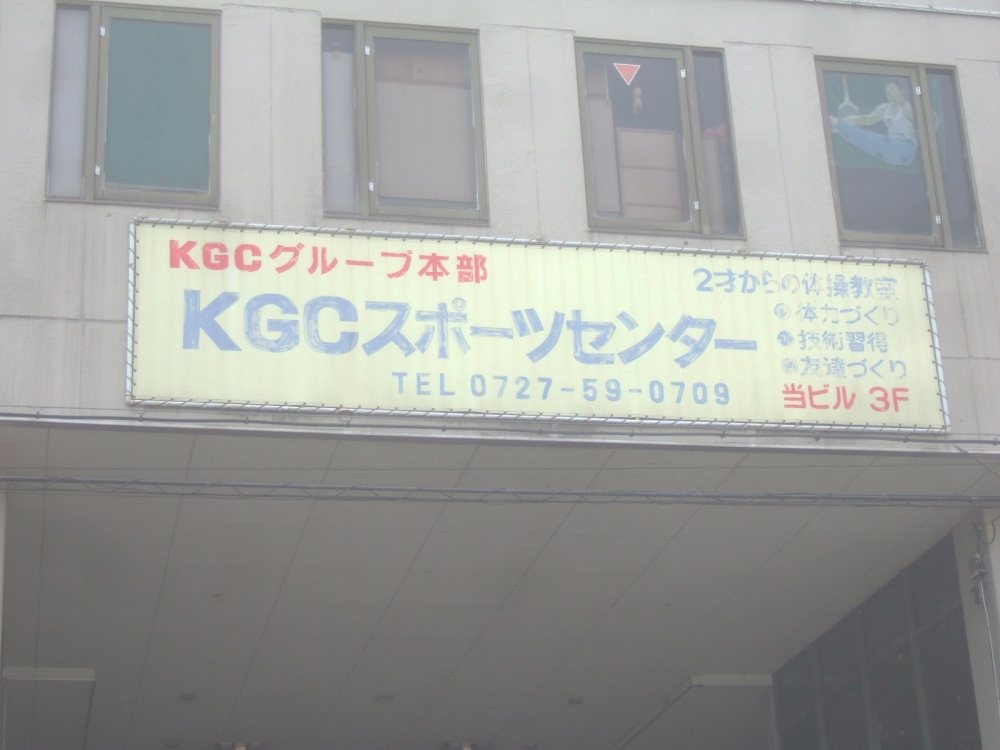 KGCグループ本部
KGCスポーツセンター
TEL 0727-59-0709
2才からの体操教室
体力づくり
技術習得
友達づくり
当ビル 3F